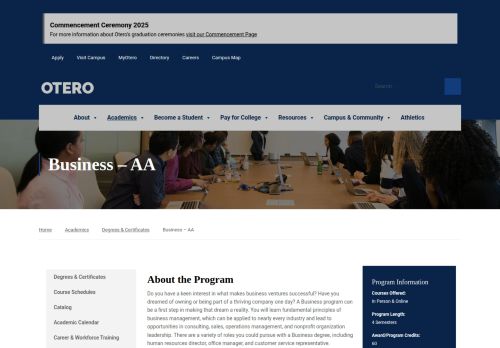 Commencement Ceremony 2025
For more information about Otero's graduation ceremonies visit our Commencement Page
Apply Visit Campus MyOtero Directory Careers Campus Map
OTERO
Search
About Academics Become a Student Pay for College Resources Campus & Community Athletics
Business – AA
Home Academics Degrees & Certificates Business – AA
Degrees & Certificates
Course Schedules
Catalog
Academic Calendar
Career & Workforce Training
About the Program
Do you have a keen interest in what makes business ventures successful? Have you
dreamed of owning or being part of a thriving company one day? A Business program can
be a first step in making that dream a reality. You will learn fundamental principles of
business management, which can be applied to nearly every industry and lead to
opportunities in consulting, sales, operations management, and nonprofit organization
leadership. There are a variety of roles you could pursue with a Business degree, including
human resources director, office manager, and customer service representative.
Program Information
Courses Offered:
In Person & Online
Program Length:
4 Semesters
Award/Program Credits:
60